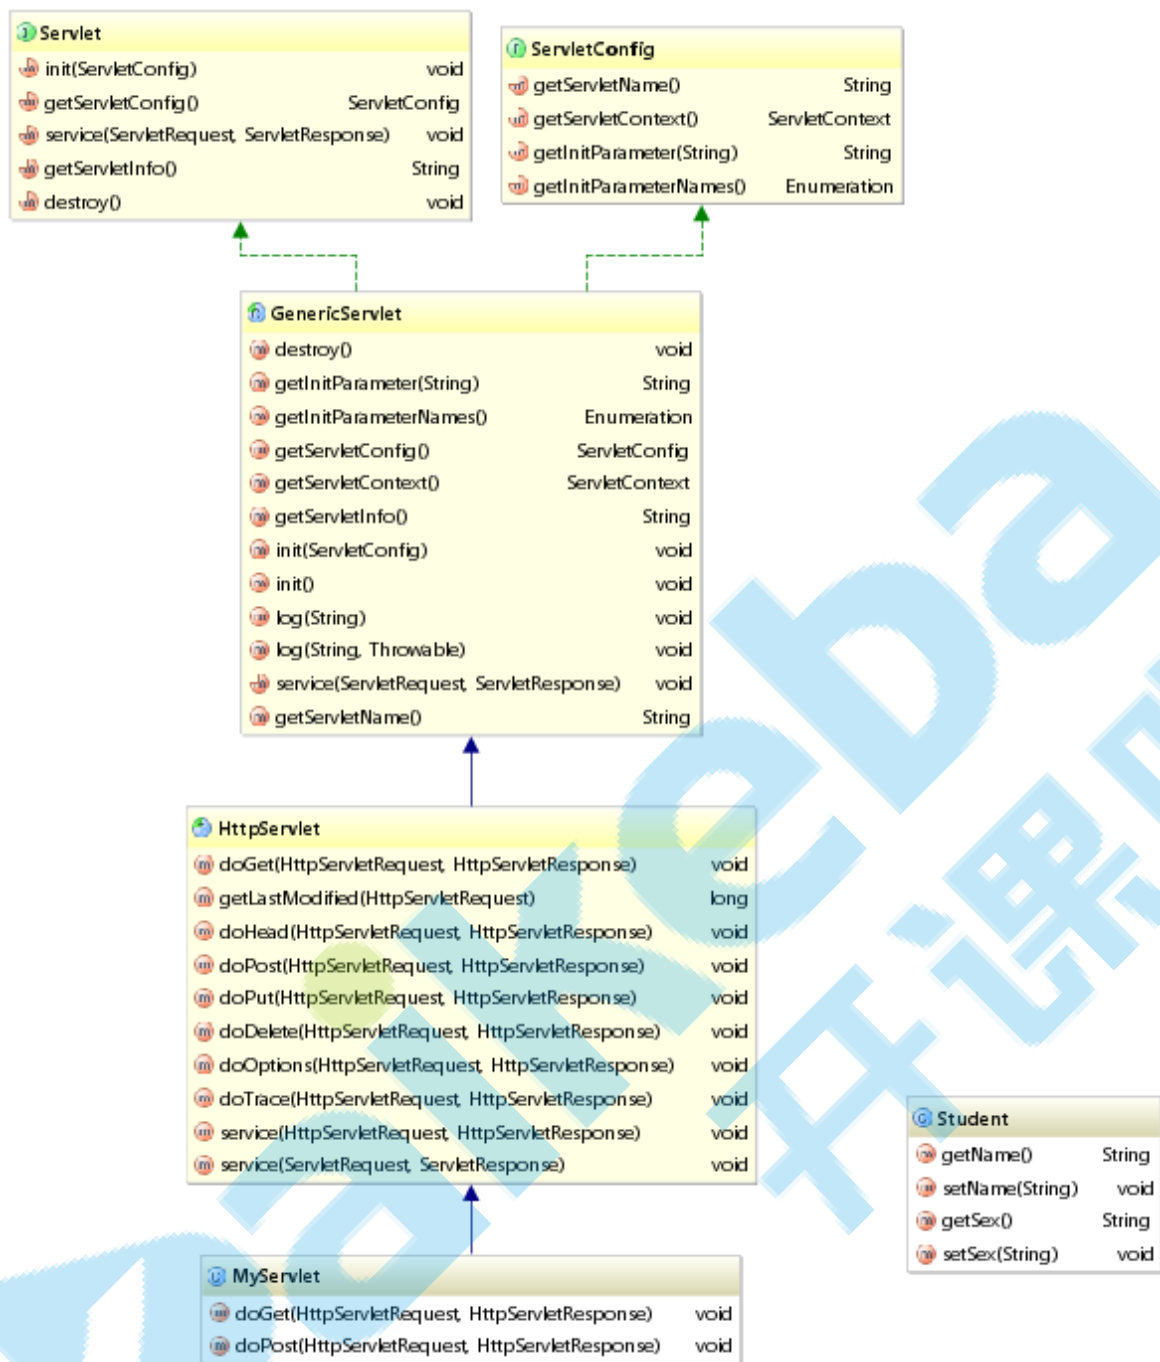 Servlet
init(ServletConfig) void
getServletConfig() ServletConfig
service(ServletRequest, ServletResponse) void
getServletInfo() String
destroy() void
ServletConfig
getServletName() String
getServletContext() ServletContext
getInitParameter(String) String
getInitParameterNames() Enumeration
GenericServlet
destroy() void
getInitParameter(String) String
getInitParameterNames() Enumeration
getServletConfig() ServletConfig
getServletContext() ServletContext
getServletInfo() String
init(ServletConfig) void
init() void
log(String) void
log(String, Throwable) void
service(ServletRequest, ServletResponse) void
getServletName() String
HttpServlet
doGet(HttpServletRequest, HttpServletResponse) void
getLastModified(HttpServletRequest) long
doHead(HttpServletRequest, HttpServletResponse) void
doPost(HttpServletRequest, HttpServletResponse) void
doPut(HttpServletRequest, HttpServletResponse) void
doDelete(HttpServletRequest, HttpServletResponse) void
doOptions(HttpServletRequest, HttpServletResponse) void
doTrace(HttpServletRequest, HttpServletResponse) void
service(HttpServletRequest, HttpServletResponse) void
service(ServletRequest, ServletResponse) void
Student
getName() String
setName(String) void
getSex() String
setSex(String) void
MyServlet
doGet(HttpServletRequest, HttpServletResponse) void
doPost(HttpServletRequest, HttpServletResponse) void
kaikeba
开课吧